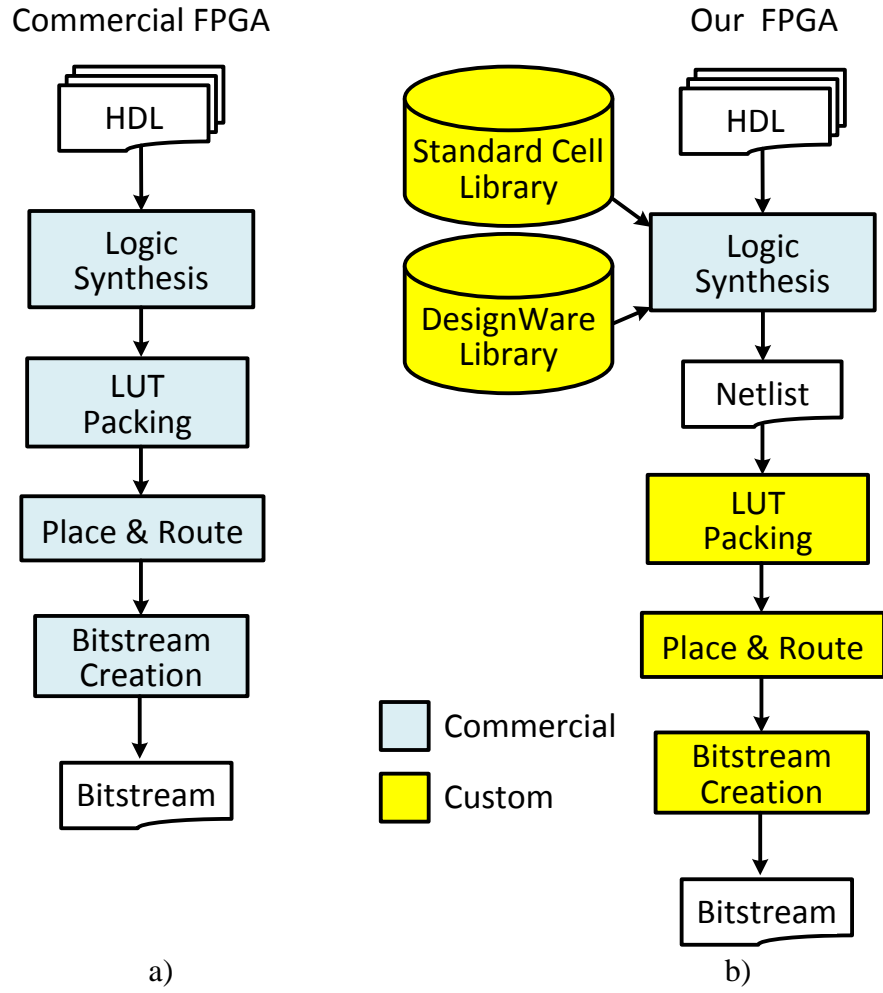 Commercial FPGA
HDL
Logic
Synthesis
LUT
Packing
Place & Route
Bitstream
Creation
Bitstream
a)
Our FPGA
Standard Cell
Library
DesignWare
Library
HDL
Logic
Synthesis
Netlist
LUT
Packing
Place & Route
Bitstream
Creation
Bitstream
Commercial
Custom
b)